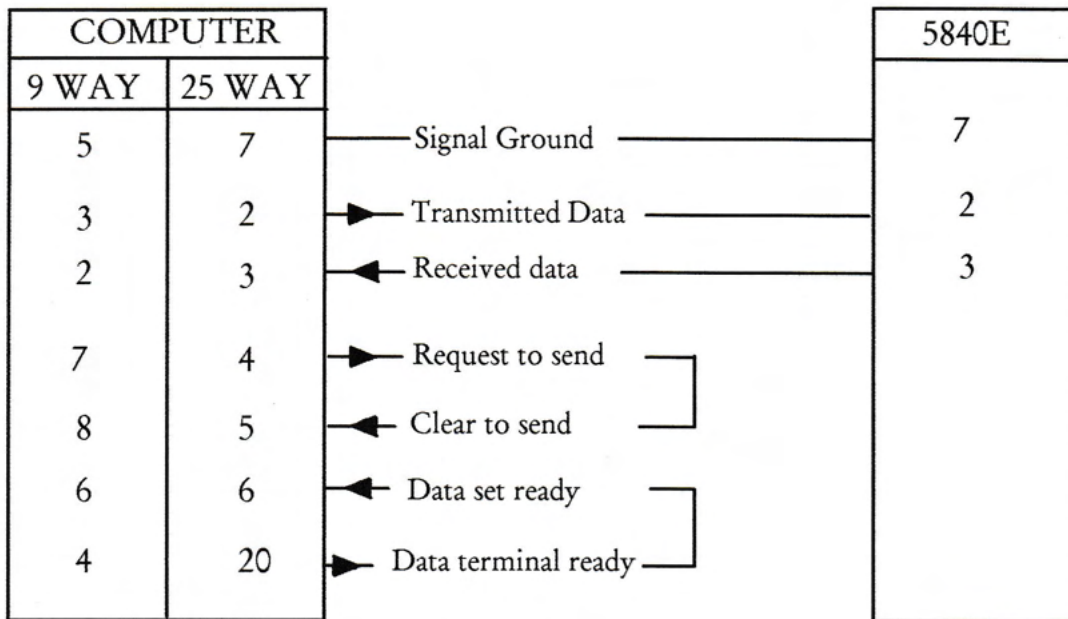 COMPUTER 5840E
9 WAY 25 WAY
5 7 Signal Ground 7
3 2 Transmitted Data 2
2 3 Received data 3
7 4 Request to send
8 5 Clear to send
6 6 Data set ready
4 20 Data terminal ready